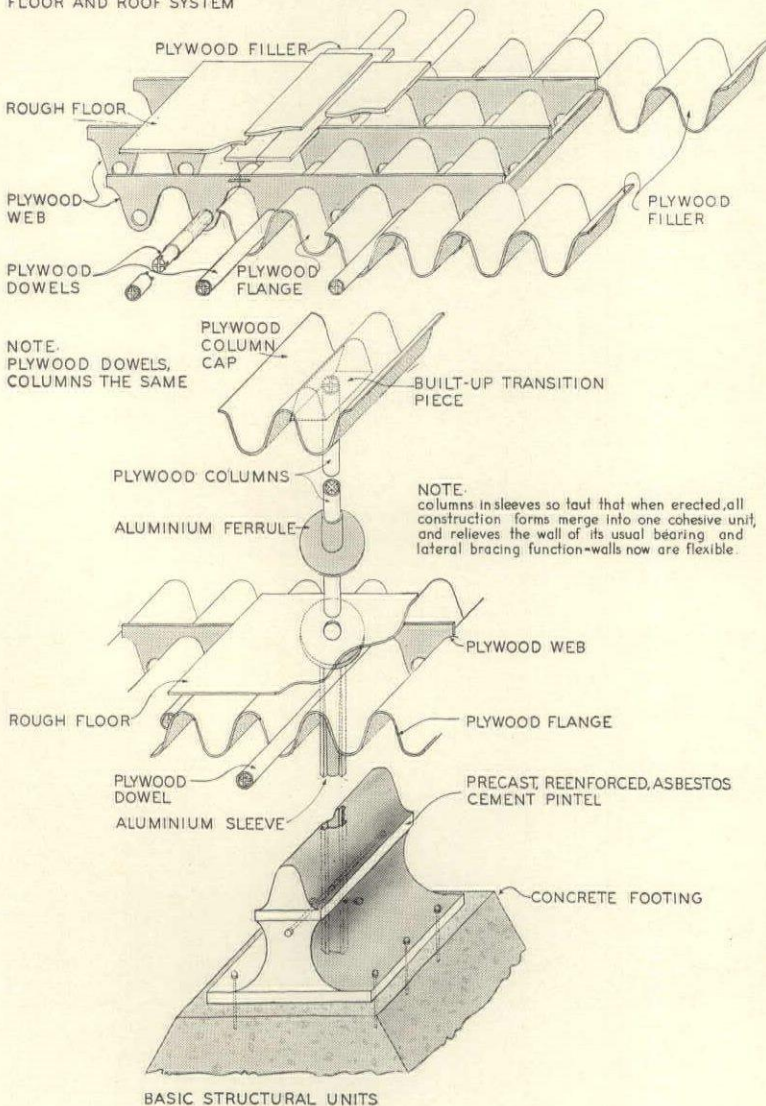 FLOOR AND ROOF SYSTEM
PLYWOOD FILLER
ROUGH FLOOR
PLYWOOD
WEB
PLYWOOD
FILLER
PLYWOOD
DOWELS
PLYWOOD
FLANGE
NOTE.
PLYWOOD DOWELS,
COLUMNS THE SAME
PLYWOOD
COLUMN
CAP
BUILT-UP TRANSITION
PIECE
PLYWOOD COLUMNS
ALUMINIUM FERRULE
NOTE.
columns in sleeves so taut that when erected, all
construction forms merge into one cohesive unit,
and relieves the wall of its usual bearing and
lateral bracing function=walls now are flexible.
PLYWOOD WEB
ROUGH FLOOR
PLYWOOD FLANGE
PLYWOOD
DOWEL
ALUMINIUM SLEEVE
PRECAST, REENFORCED, ASBESTOS
CEMENT PINTEL
CONCRETE FOOTING
BASIC STRUCTURAL UNITS